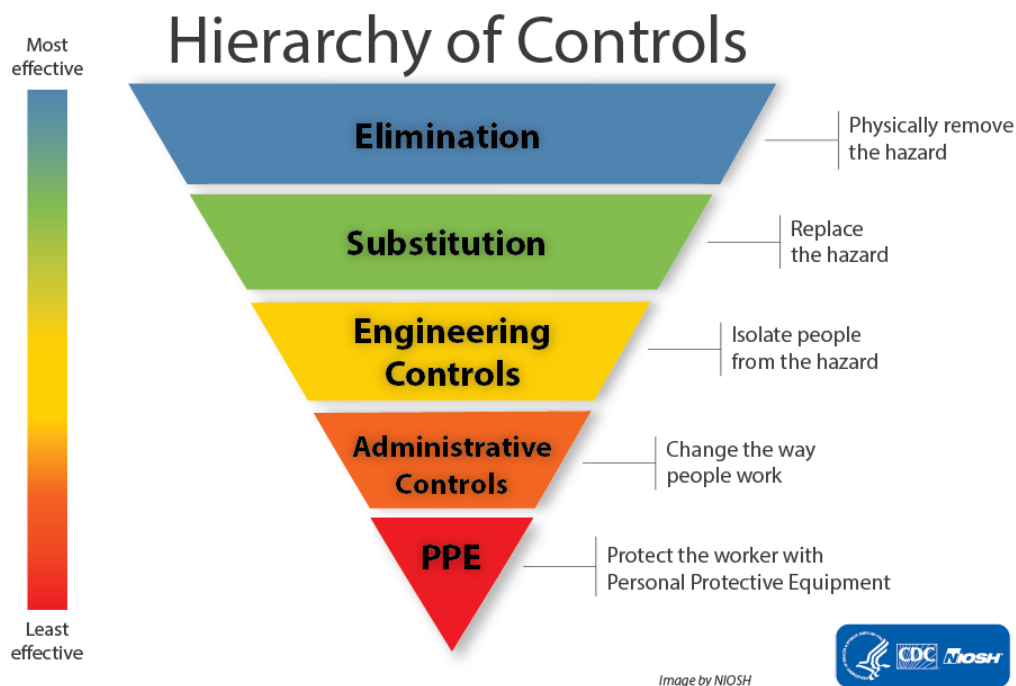 Hierarchy of Controls
Most
effective
Elimination
Physically remove
the hazard
Substitution
Replace
the hazard
Engineering
Controls
Isolate people
from the hazard
Administrative
Controls
Change the way
people work
PPE
Protect the worker with
Personal Protective Equipment
Least
effective
CDC NIOSH
Image by NIOSH